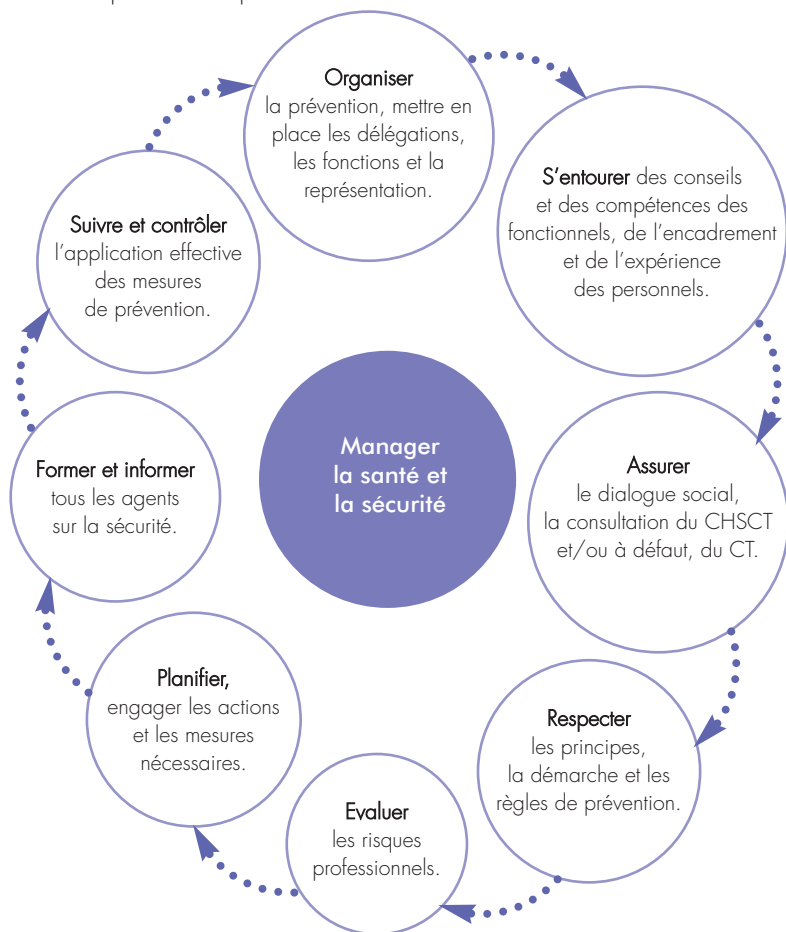 Organiser
la prévention, mettre en
place les délégations,
les fonctions et la
représentation.
S'entourer des conseils
et des compétences des
fonctionnels, de l'encadrement
et de l'expérience
des personnels.
Assurer
le dialogue social,
la consultation du CHSCT
et/ou à défaut, du CT.
Respecter
les principes,
la démarche et les
règles de prévention.
Evaluer
les risques
professionnels.
Planifier,
engager les actions
et les mesures
nécessaires.
Former et informer
tous les agents
sur la sécurité.
Suivre et contrôler
l'application effective
des mesures
de prévention.
Manager
la santé et
la sécurité